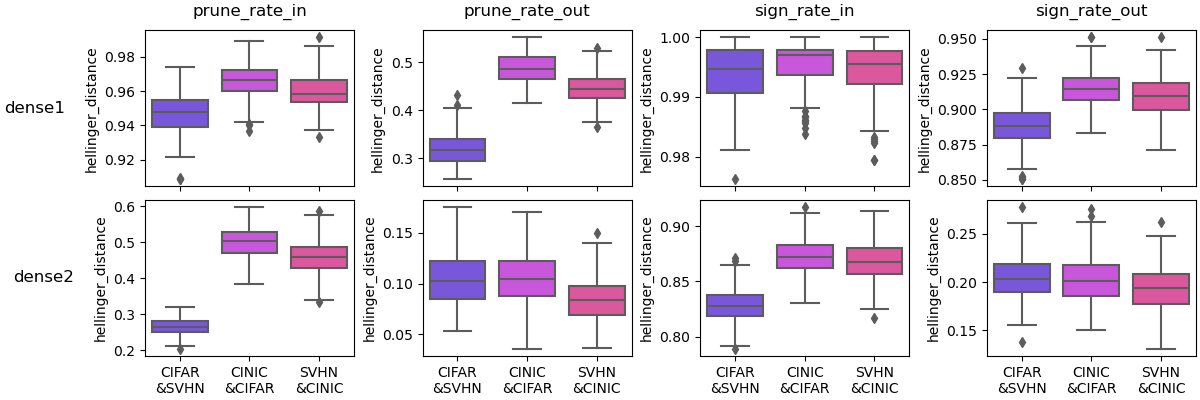 prune_rate_in prune_rate_out sign_rate_in sign_rate_out
dense1
hellinger_distance
0.98
0.96
0.94
0.92
hellinger_distance
0.5
0.4
0.3
hellinger_distance
1.00
0.99
0.98
hellinger_distance
0.950
0.925
0.900
0.875
0.850
dense2
hellinger_distance
0.6
0.5
0.4
0.3
0.2
CIFAR CINIC SVHN
&SVHN &CIFAR &CINIC
hellinger_distance
0.15
0.10
0.05
CIFAR CINIC SVHN
&SVHN &CIFAR &CINIC
hellinger_distance
0.90
0.85
0.80
CIFAR CINIC SVHN
&SVHN &CIFAR &CINIC
hellinger_distance
0.25
0.20
0.15
CIFAR CINIC SVHN
&SVHN &CIFAR &CINIC